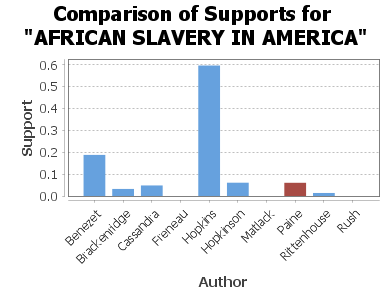 Comparison of Supports for
"AFRICAN SLAVERY IN AMERICA"
0.6
0.5
0.4
0.3
0.2
0.1
0.0
Support
Benezet
Brackenridge
Cassandra
Freneau
Hopkins
Hopkinson
Matlack
Paine
Rittenhouse
Rush
Author